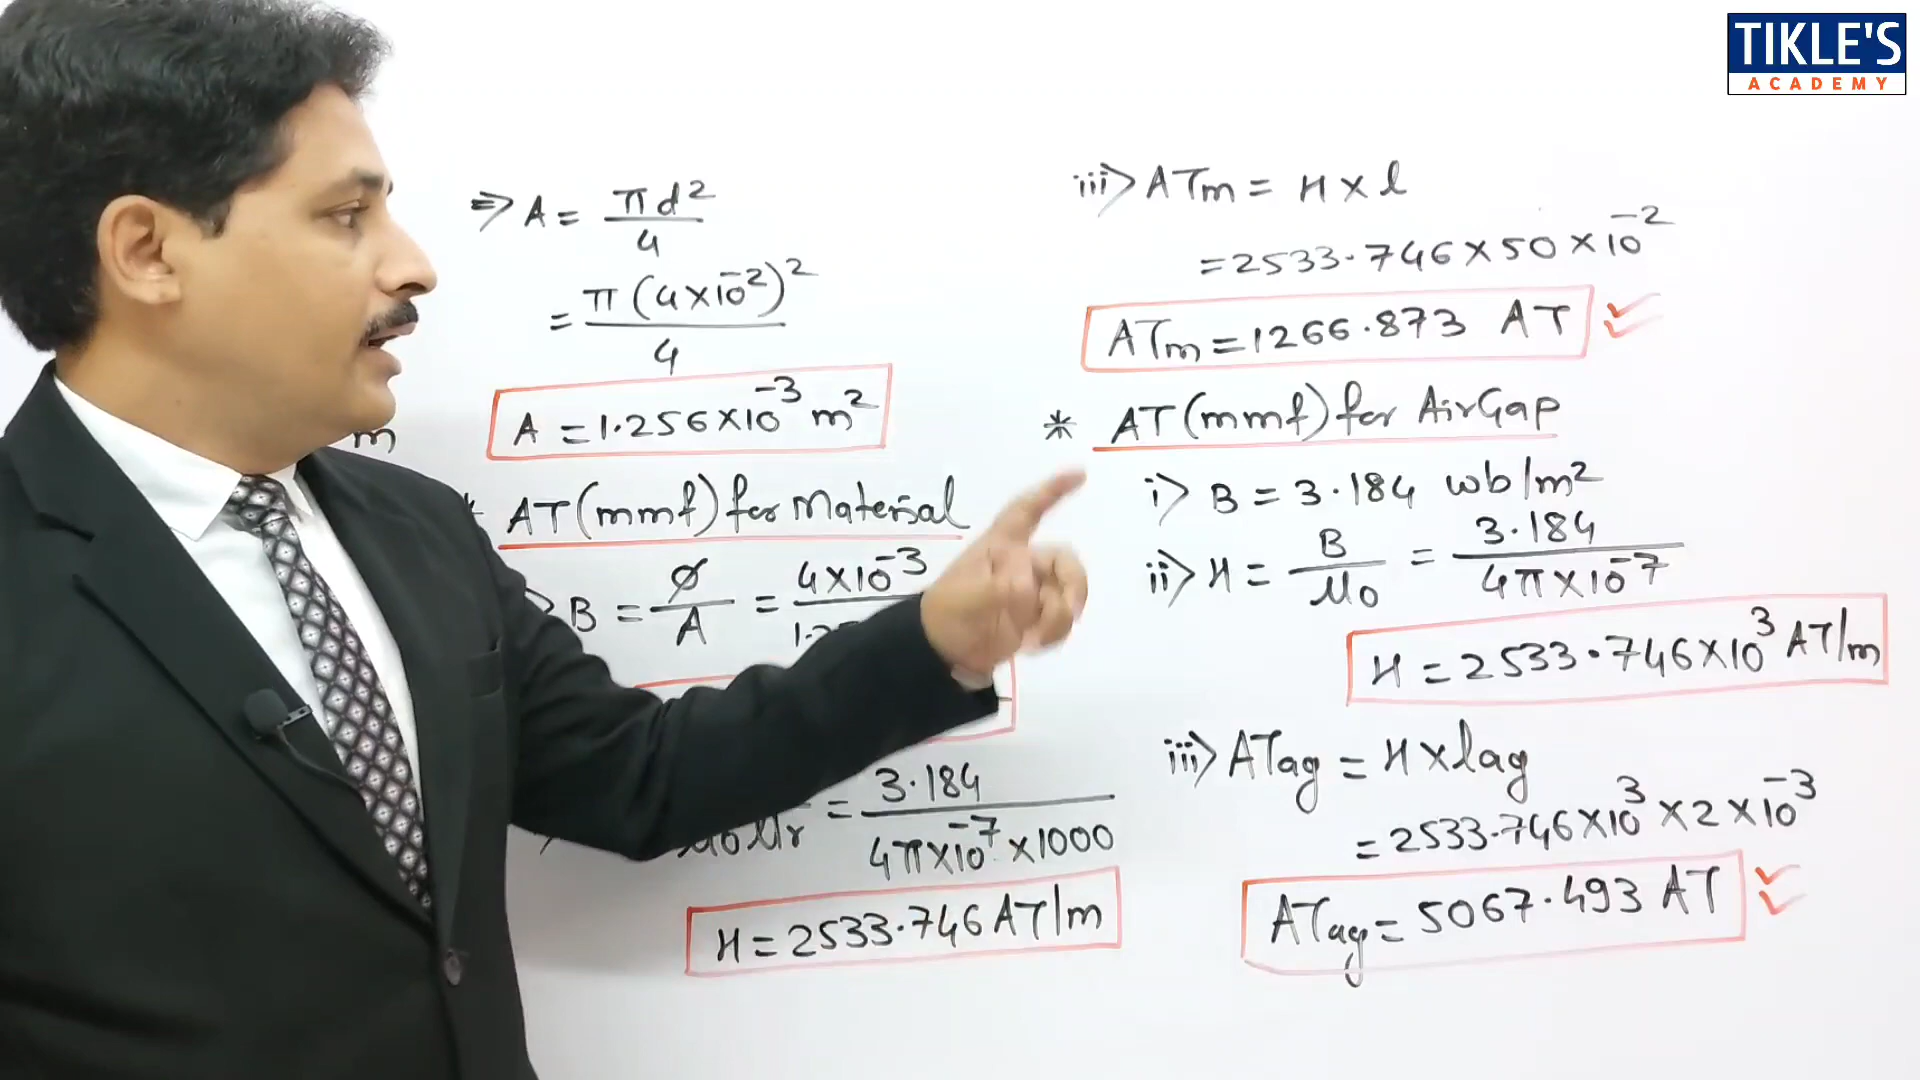 TIKLE'S
ACADEMY
⇒ A = πd²/4
= π(4×10⁻²)²/4
A = 1.256×10⁻³ m²
m
* AT(mmf) for Material
B = φ/A = 4×10⁻³/1.2
μ₀μr = 3.184/4π×10⁻⁷×1000
H = 2533.746 AT/m
iii> ATm = H×l
= 2533.746×50×10⁻²
ATm = 1266.873 AT
* AT(mmf) for AirGap
i> B = 3.184 wb/m²
ii> H = B/μ₀ = 3.184/4π×10⁻⁷
H = 2533.746×10³ AT/m
iii> ATag = H×lag
= 2533.746×10³×2×10⁻³
ATag = 5067.493 AT